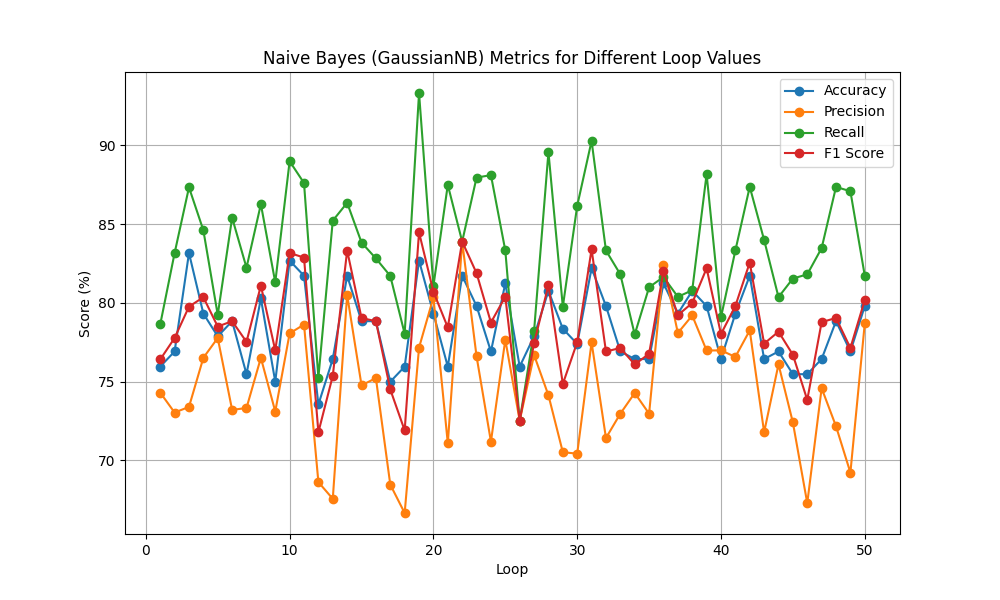 Naive Bayes (GaussianNB) Metrics for Different Loop Values
Accuracy
Precision
Recall
F1 Score
Score (%)
90
85
80
75
70
0
10
20
30
40
50
Loop